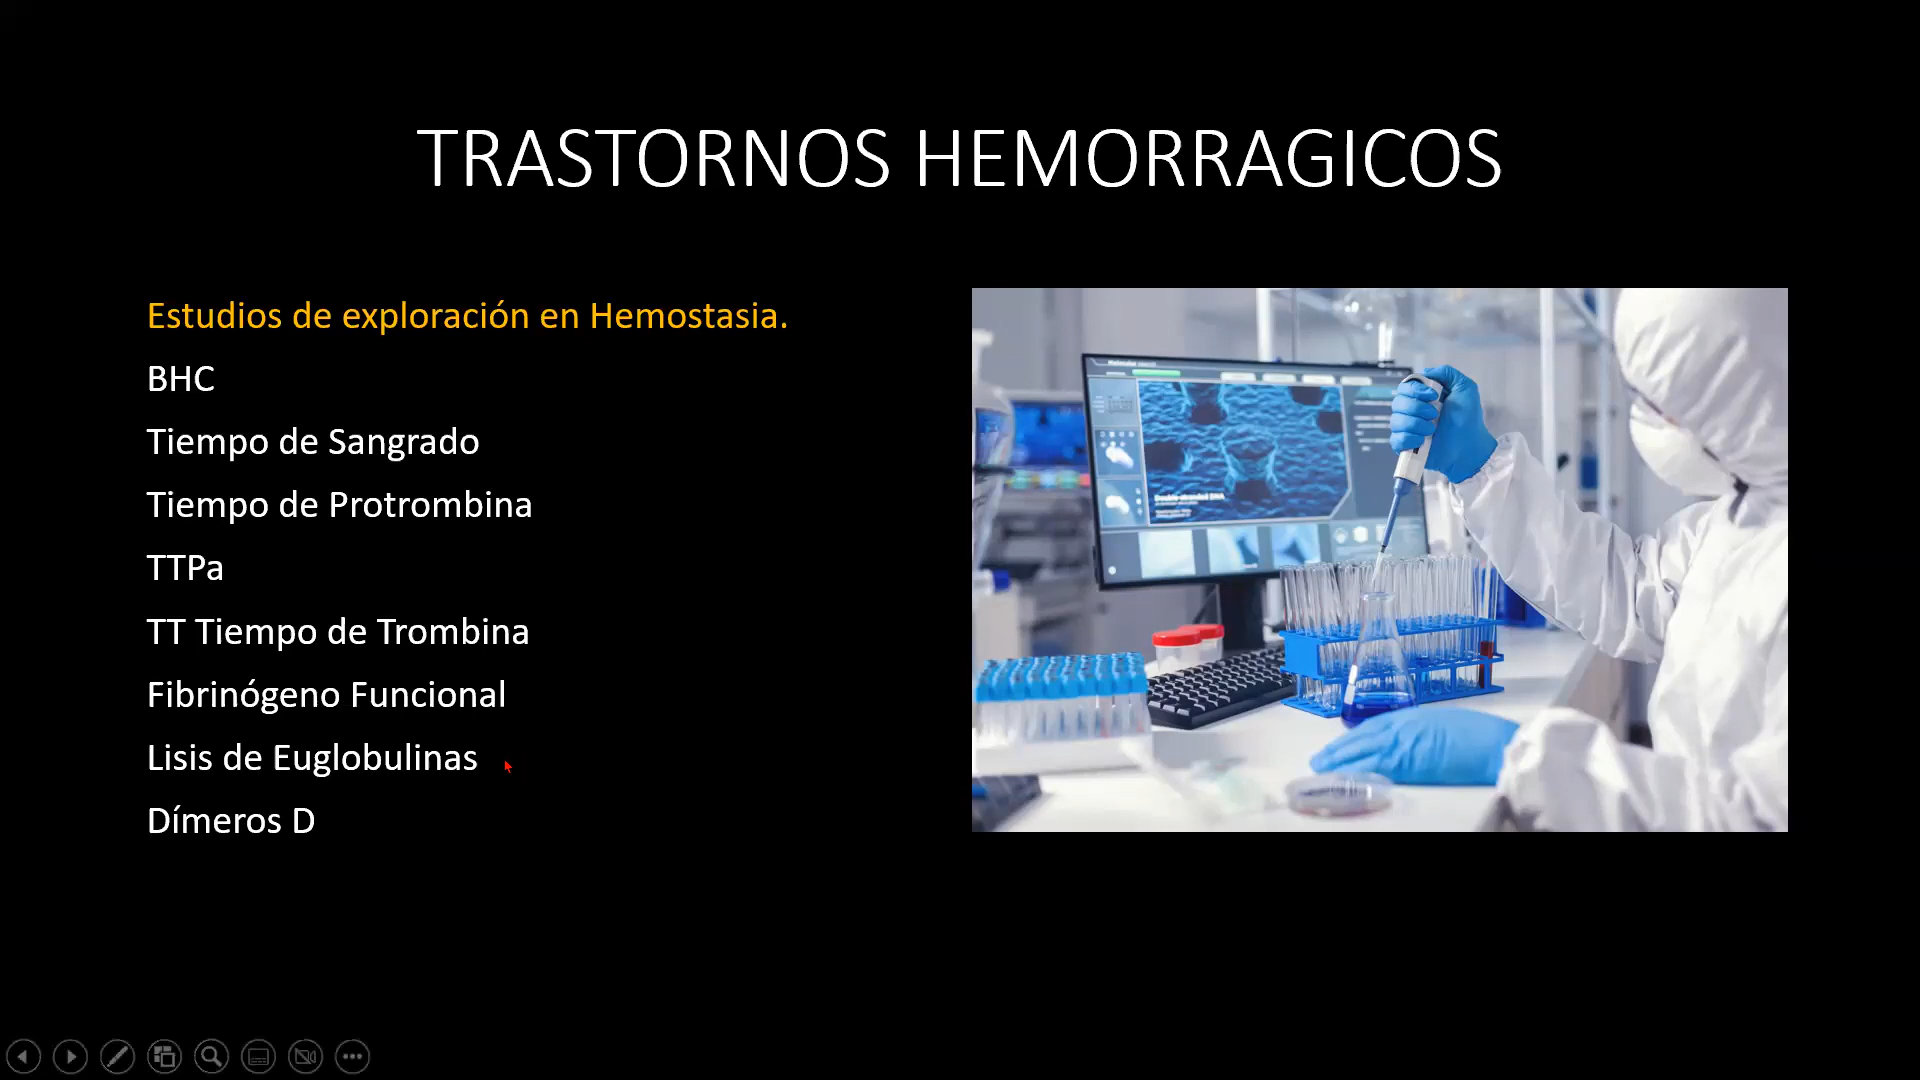 TRASTORNOS HEMORRAGICOS
Estudios de exploración en Hemostasia.
BHC
Tiempo de Sangrado
Tiempo de Protrombina
TTPa
TT Tiempo de Trombina
Fibrinógeno Funcional
Lisis de Euglobulinas
Dímeros D